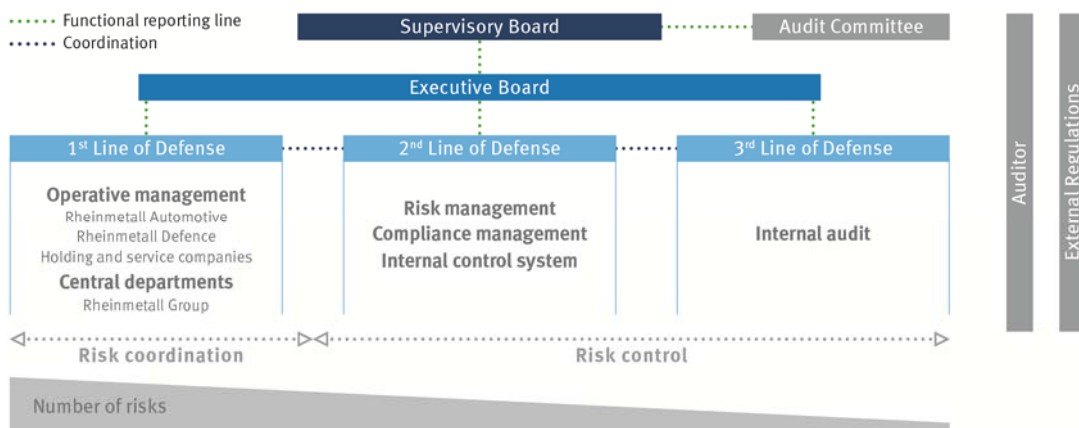 Functional reporting line
Coordination
Supervisory Board
Audit Committee
Executive Board
1st Line of Defense
2nd Line of Defense
3rd Line of Defense
Operative management
Rheinmetall Automotive
Rheinmetall Defence
Holding and service companies
Central departments
Rheinmetall Group
Risk management
Compliance management
Internal control system
Internal audit
Risk coordination
Risk control
Number of risks
Auditor
External Regulations